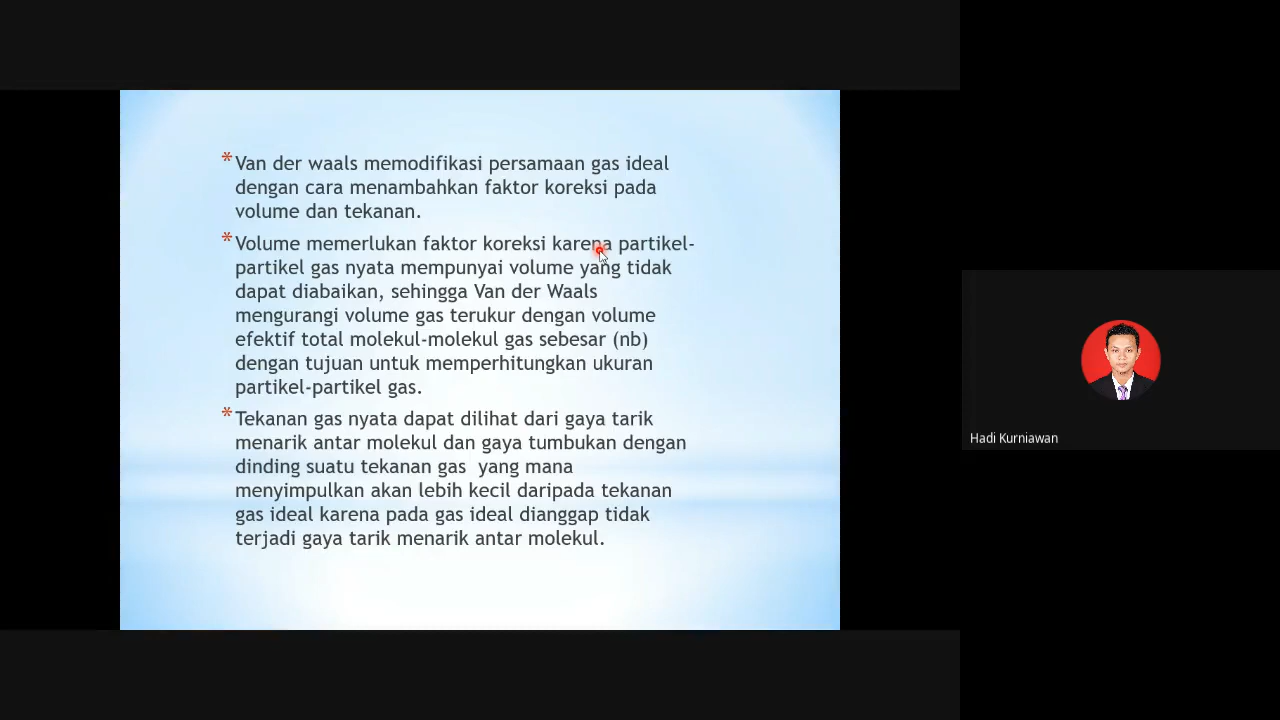 * Van der waals memodifikasi persamaan gas ideal
dengan cara menambahkan faktor koreksi pada
volume dan tekanan.
* Volume memerlukan faktor koreksi karena partikel-
partikel gas nyata mempunyai volume yang tidak
dapat diabaikan, sehingga Van der Waals
mengurangi volume gas terukur dengan volume
efektif total molekul-molekul gas sebesar (nb)
dengan tujuan untuk memperhitungkan ukuran
partikel-partikel gas.
* Tekanan gas nyata dapat dilihat dari gaya tarik
menarik antar molekul dan gaya tumbukan dengan
dinding suatu tekanan gas  yang mana
menyimpulkan akan lebih kecil daripada tekanan
gas ideal karena pada gas ideal dianggap tidak
terjadi gaya tarik menarik antar molekul.
Hadi Kurniawan